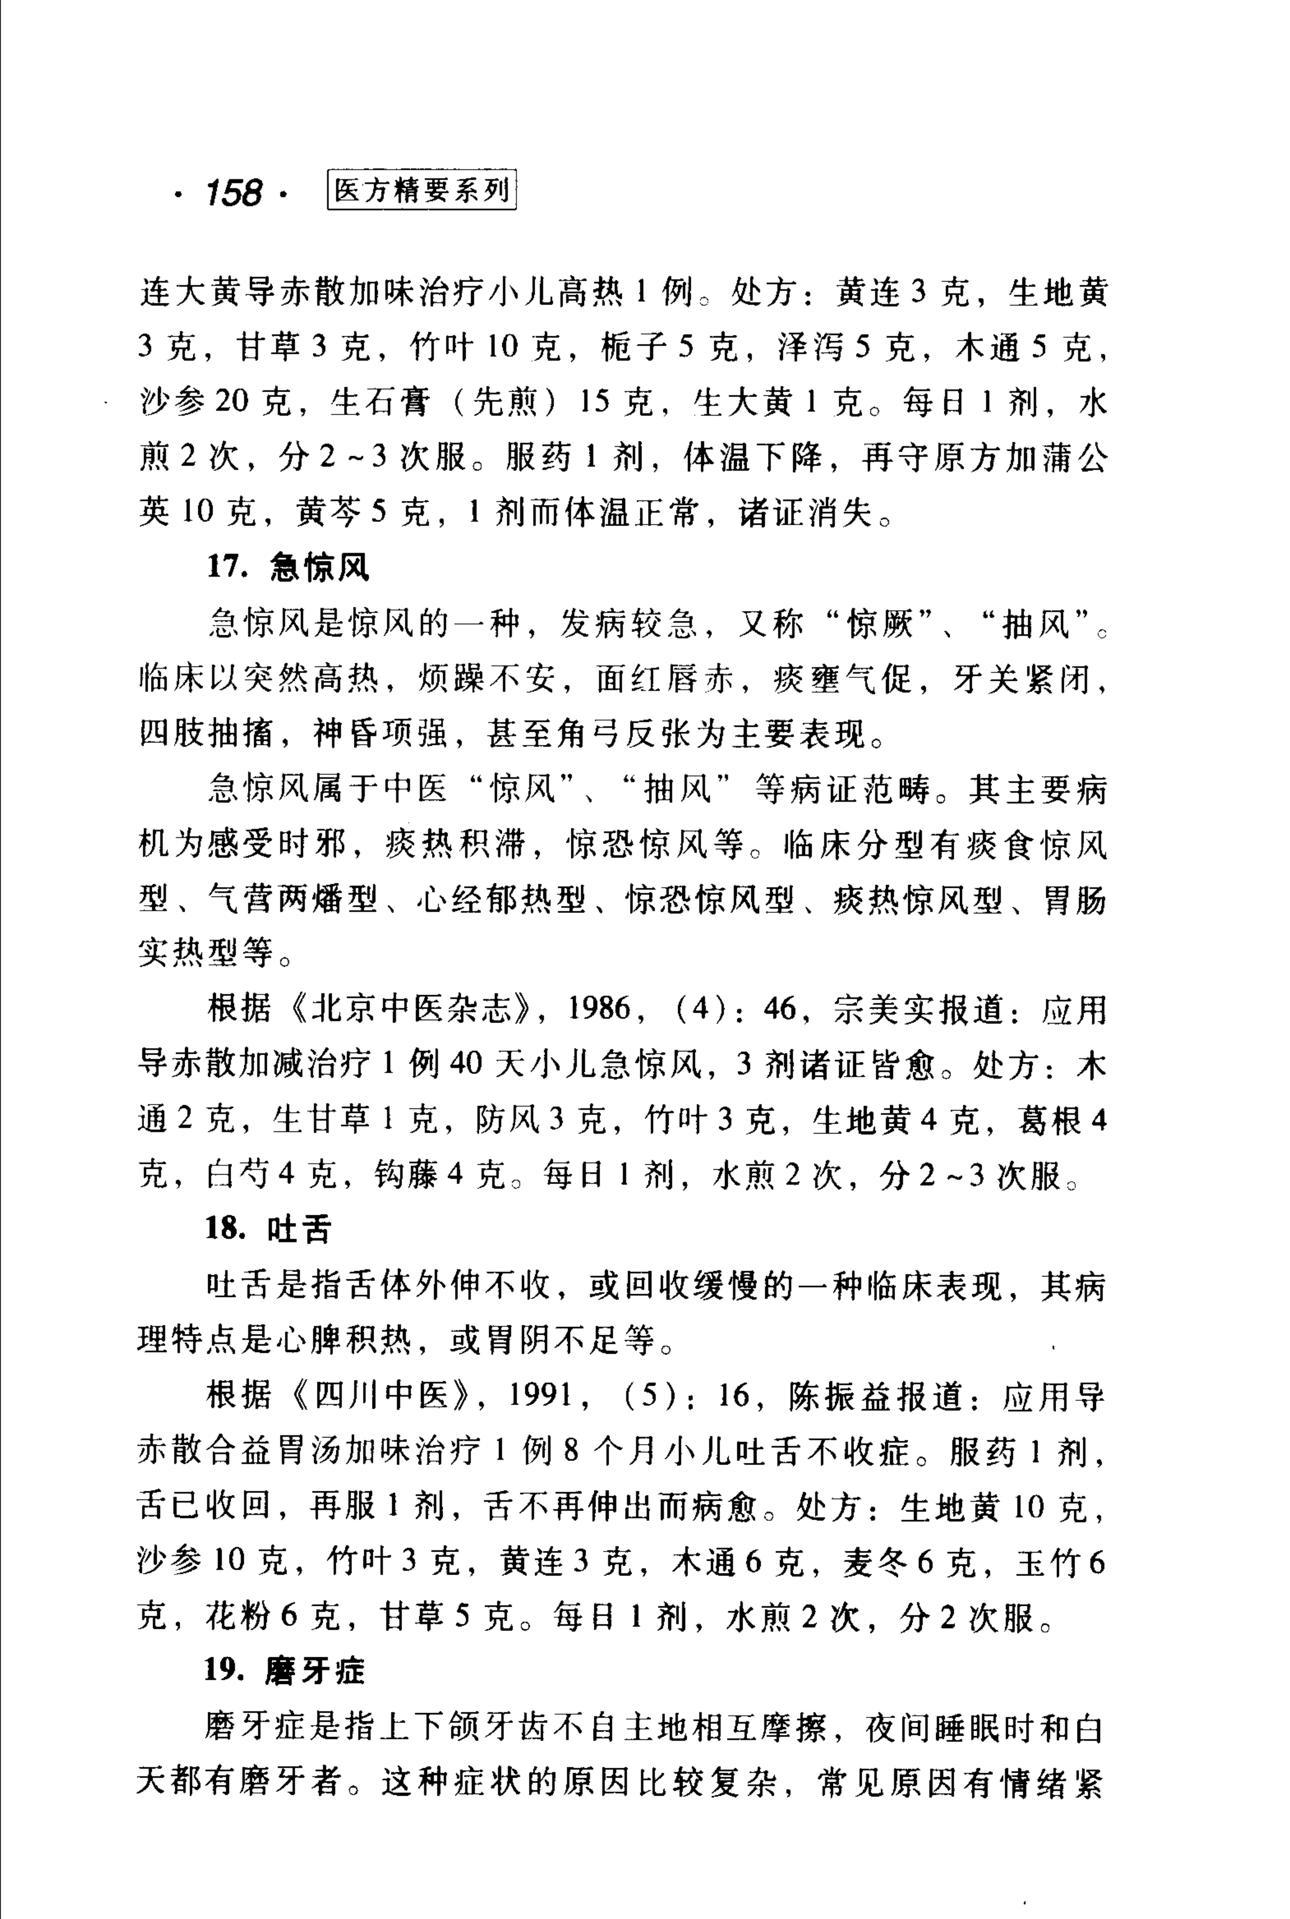 ·158· 医方精要系列
连大黄导赤散加味治疗小儿高热1例。处方：黄连3克，生地黄
3克，甘草3克，竹叶10克，栀子5克，泽泻5克，木通5克，
沙参20克，生石膏（先煎）15克，生大黄1克。每日1剂，水
煎2次，分2~3次服。服药1剂，体温下降，再守原方加蒲公
英10克，黄芩5克，1剂而体温正常，诸证消失。
17. 急惊风
急惊风是惊风的一种，发病较急，又称“惊厥”、“抽风”。
临床以突然高热，烦躁不安，面红唇赤，痰壅气促，牙关紧闭，
四肢抽搐，神昏项强，甚至角弓反张为主要表现。
急惊风属于中医“惊风”、“抽风”等病证范畴。其主要病
机为感受时邪，痰热积滞，惊恐惊风等。临床分型有痰食惊风
型、气营两燔型、心经郁热型、惊恐惊风型、痰热惊风型、胃肠
实热型等。
根据《北京中医杂志》，1986，（4）：46，宗美实报道：应用
导赤散加减治疗1例40天小儿急惊风，3剂诸证皆愈。处方：木
通2克，生甘草1克，防风3克，竹叶3克，生地黄4克，葛根4
克，白芍4克，钩藤4克。每日1剂，水煎2次，分2~3次服。
18. 吐舌
吐舌是指舌体外伸不收，或回收缓慢的一种临床表现，其病
理特点是心脾积热，或胃阴不足等。
根据《四川中医》，1991，（5）：16，陈振益报道：应用导
赤散合益胃汤加味治疗1例8个月小儿吐舌不收症。服药1剂，
舌已收回，再服1剂，舌不再伸出而病愈。处方：生地黄10克，
沙参10克，竹叶3克，黄连3克，木通6克，麦冬6克，玉竹6
克，花粉6克，甘草5克。每日1剂，水煎2次，分2次服。
19. 磨牙症
磨牙症是指上下颌牙齿不自主地相互摩擦，夜间睡眠时和白
天都有磨牙者。这种症状的原因比较复杂，常见原因有情绪紧